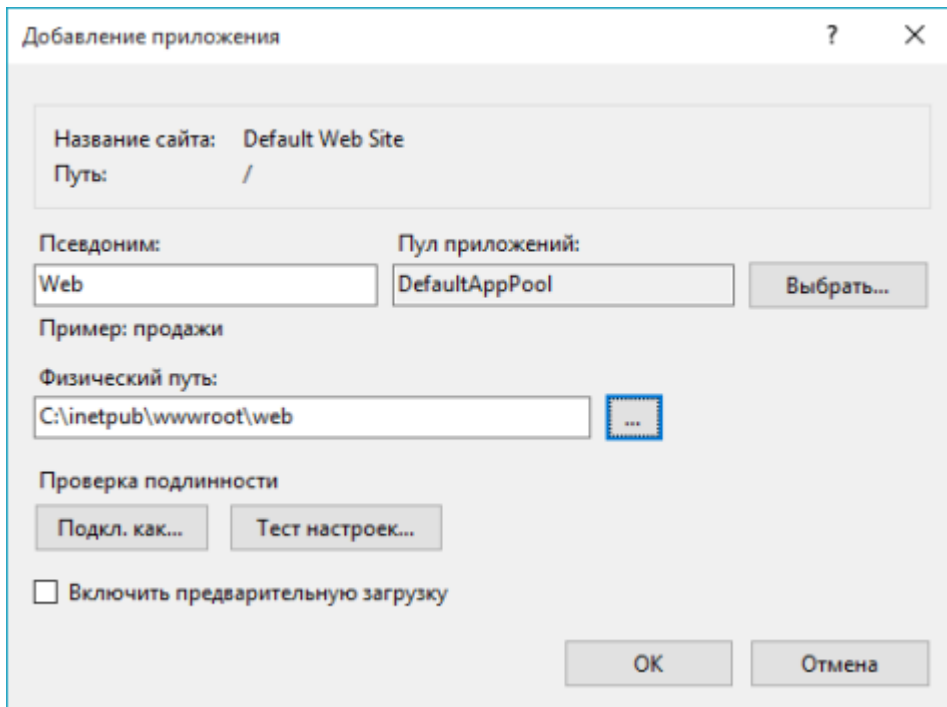 Добавление приложения ?
Название сайта: Default Web Site
Путь: /
Псевдоним: Пул приложений:
Web DefaultAppPool Выбрать...
Пример: продажи
Физический путь:
C:\inetpub\wwwroot\web ...
Проверка подлинности
Подкл. как... Тест настроек...
Включить предварительную загрузку
ОК Отмена